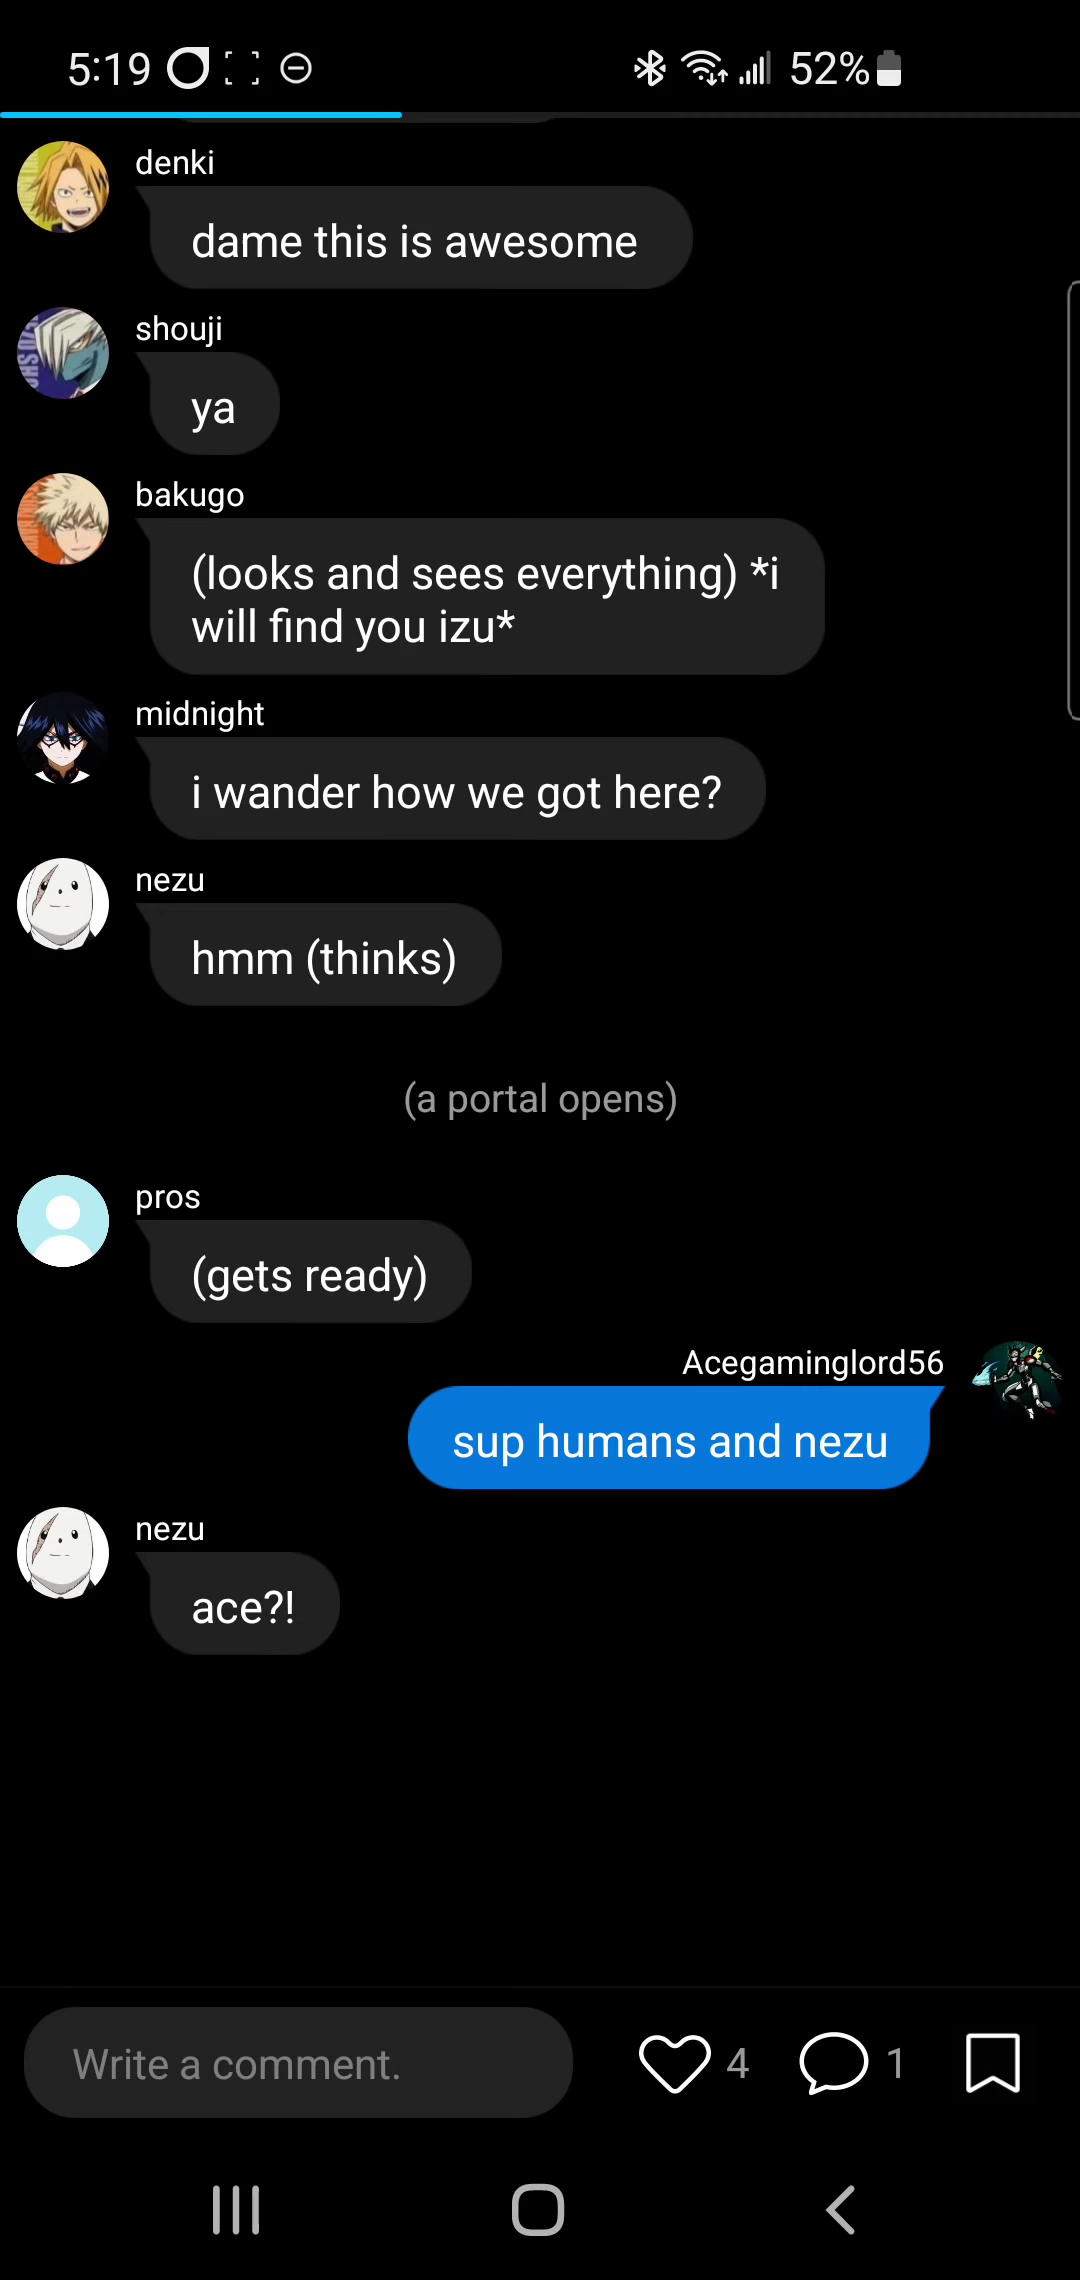 5:19 52%
denki
dame this is awesome
shouji
ya
bakugo
(looks and sees everything) *i
will find you izu*
midnight
i wander how we got here?
nezu
hmm (thinks)
(a portal opens)
pros
(gets ready)
Acegaminglord56
sup humans and nezu
nezu
ace?!
Write a comment. 4 1